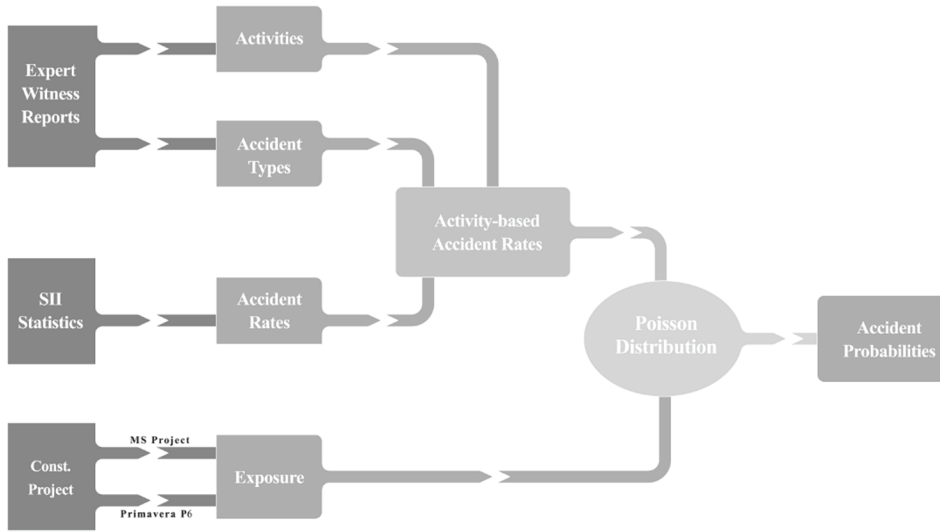 Expert
Witness
Reports
Activities
Accident
Types
Activity-based
Accident Rates
SII
Statistics
Accident
Rates
Poisson
Distribution
Accident
Probabilities
Const.
Project
MS Project
Primavera P6
Exposure